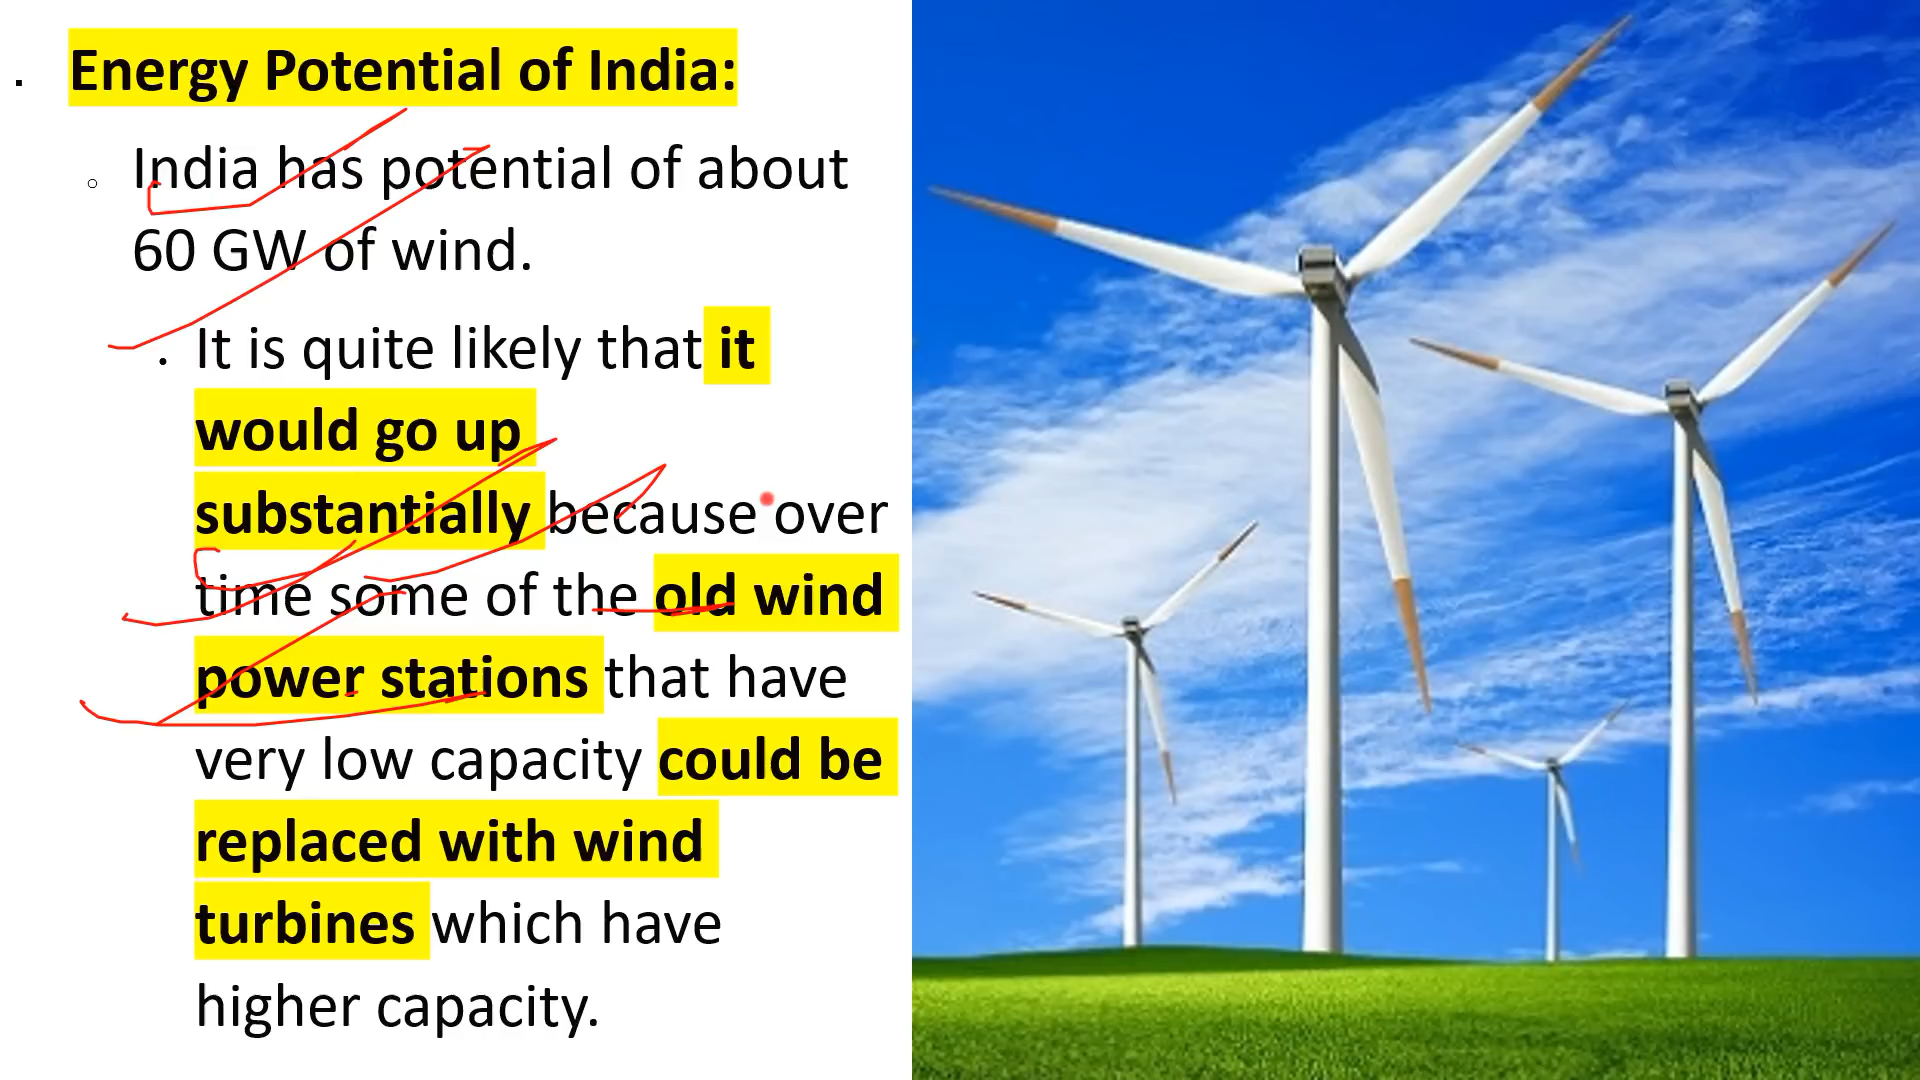 Energy Potential of India:
India has potential of about
60 GW of wind.
It is quite likely that it
would go up
substantially because over
time some of the old wind
power stations that have
very low capacity could be
replaced with wind
turbines which have
higher capacity.